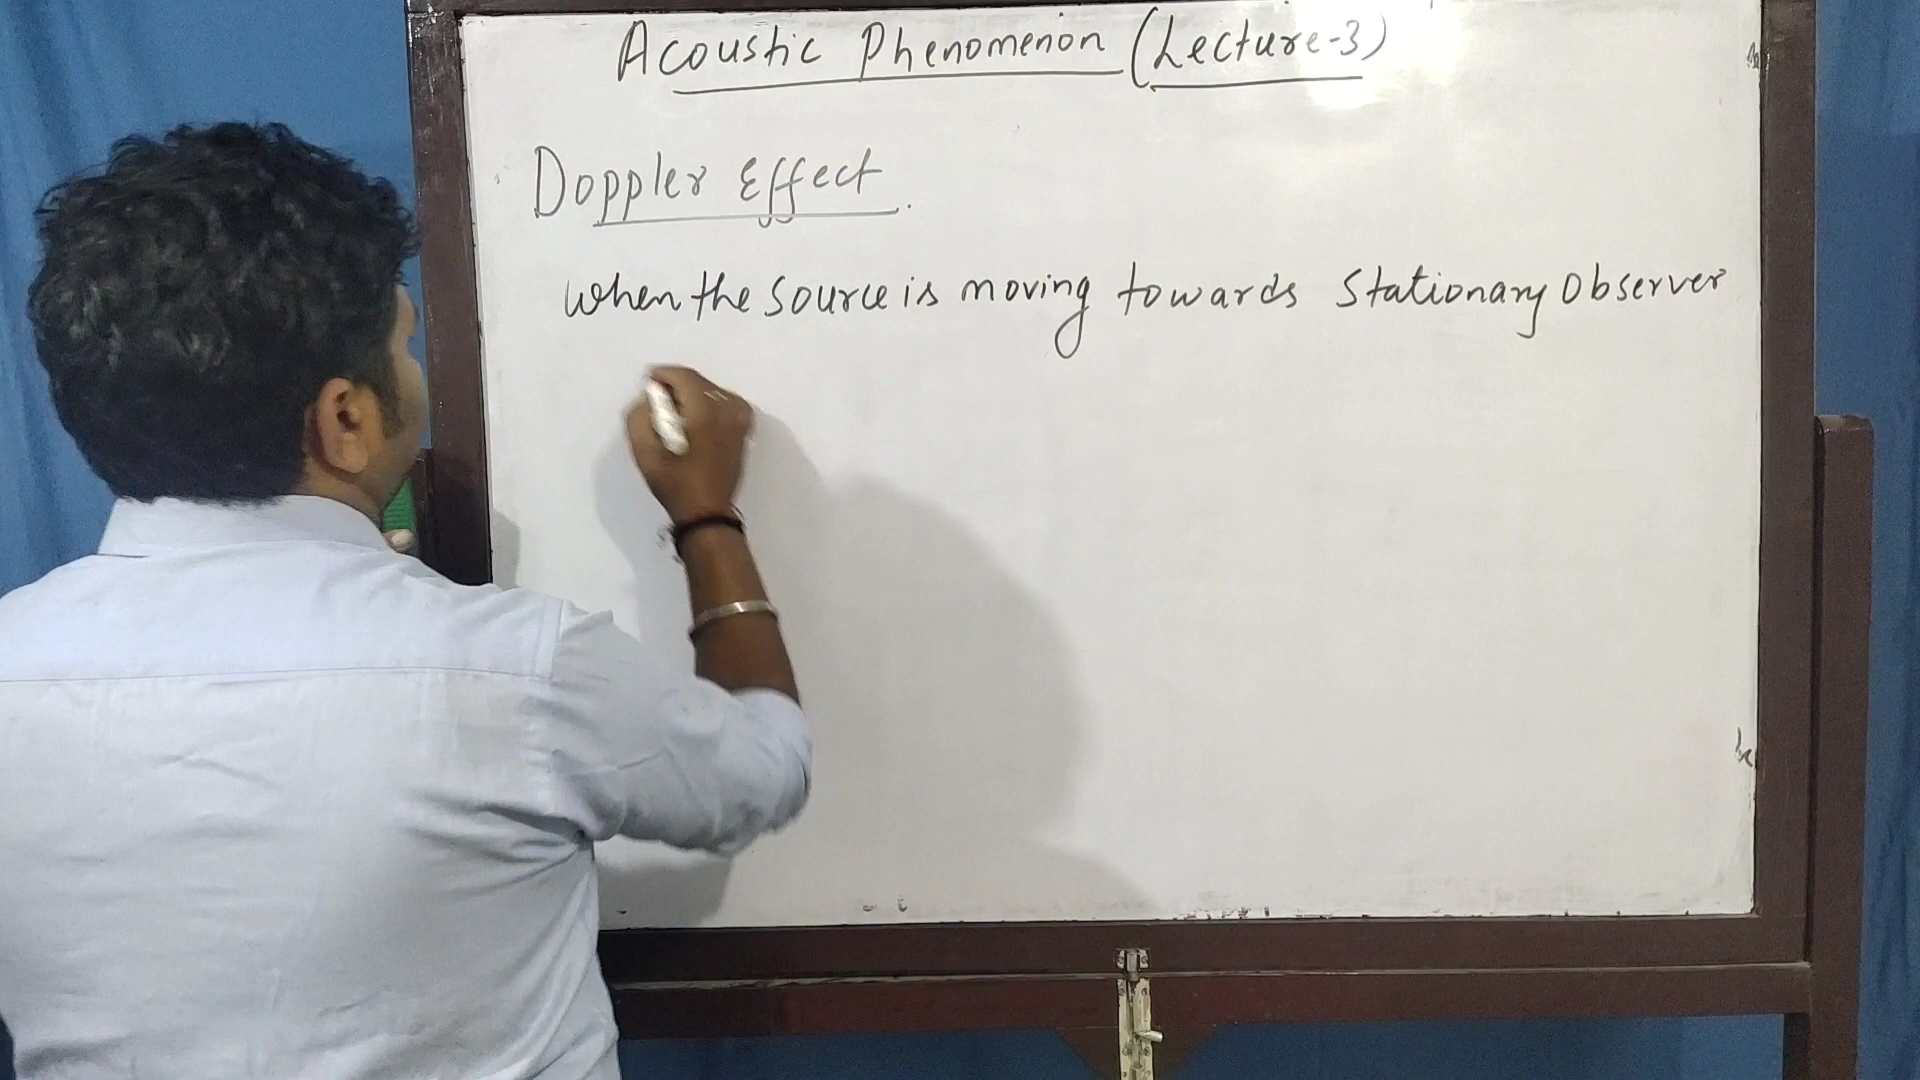 Acoustic Phenomenon (Lecture-3)
Doppler Effect.
When the source is moving towards Stationary Observer